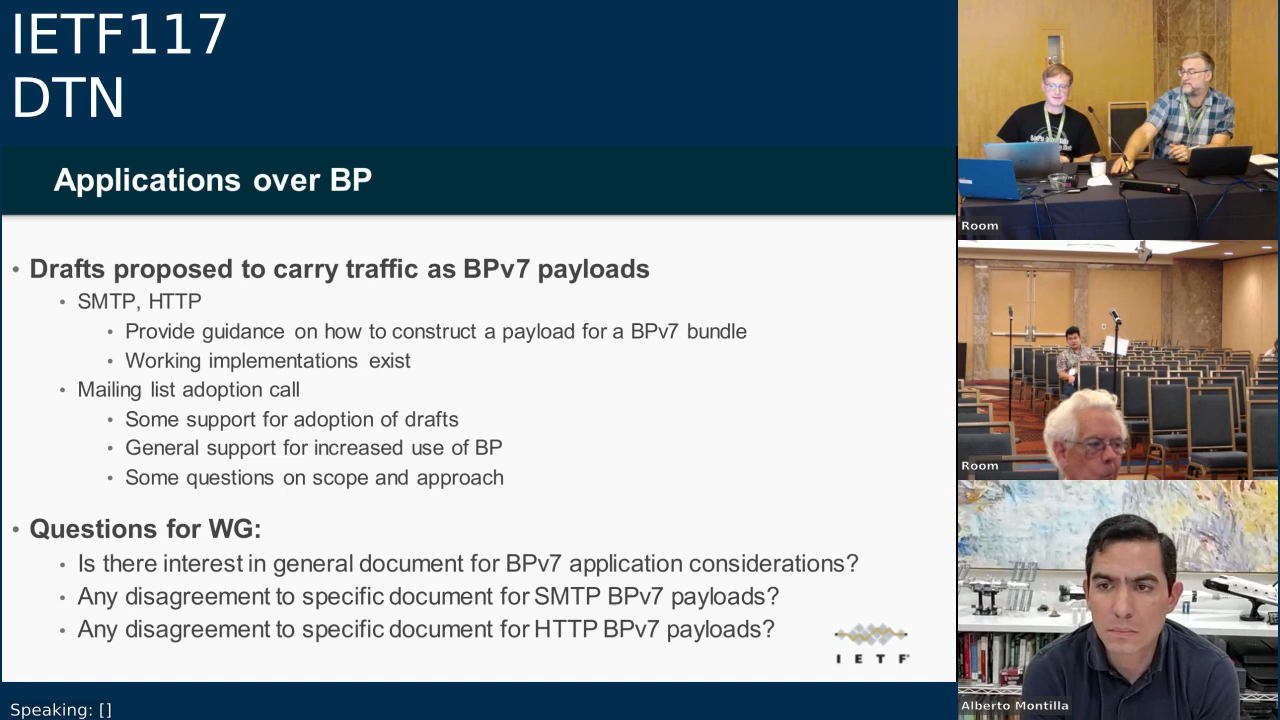 IETF117
DTN
Applications over BP
• Drafts proposed to carry traffic as BPv7 payloads
• SMTP, HTTP
• Provide guidance on how to construct a payload for a BPv7 bundle
• Working implementations exist
• Mailing list adoption call
• Some support for adoption of drafts
• General support for increased use of BP
• Some questions on scope and approach
• Questions for WG:
• Is there interest in general document for BPv7 application considerations?
• Any disagreement to specific document for SMTP BPv7 payloads?
• Any disagreement to specific document for HTTP BPv7 payloads?
I E T F
Speaking: []
Room
Room
Alberto Montilla